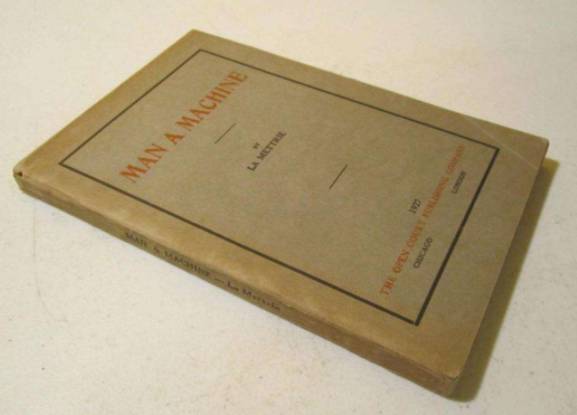 MAN A MACHINE
BY
LA METTRIE
1927
THE OPEN COURT PUBLISHING COMPANY
CHICAGO LONDON
MAN A MACHINE — La Mettrie